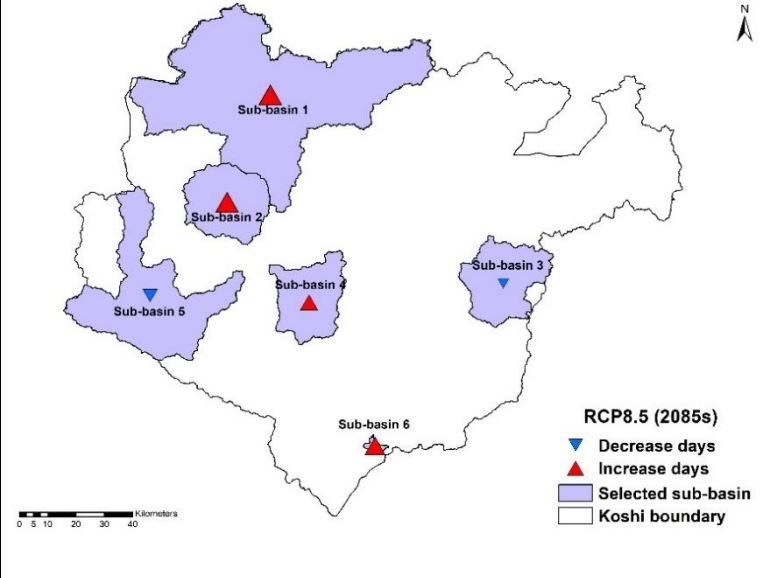 N
Sub-basin 1
Sub-basin 2
Sub-basin 3
Sub-basin 4
Sub-basin 5
Sub-basin 6
RCP8.5 (2085s)
Decrease days
Increase days
Selected sub-basin
Koshi boundary
Kilometers
0 5 10 20 30 40